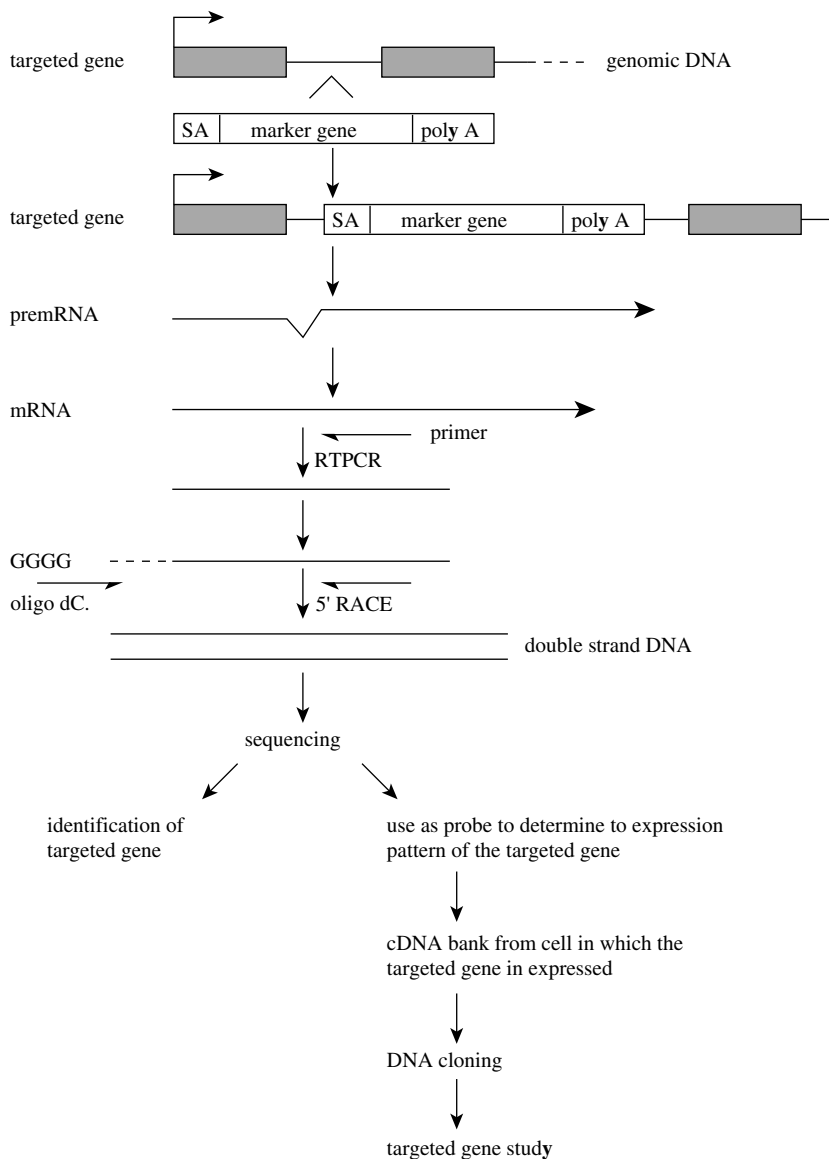 targeted gene
genomic DNA
SA marker gene poly A
targeted gene
SA marker gene poly A
premRNA
mRNA
primer
RTPCR
GGGG
oligo dC.
5' RACE
double strand DNA
sequencing
identification of
targeted gene
use as probe to determine to expression
pattern of the targeted gene
cDNA bank from cell in which the
targeted gene in expressed
DNA cloning
targeted gene study